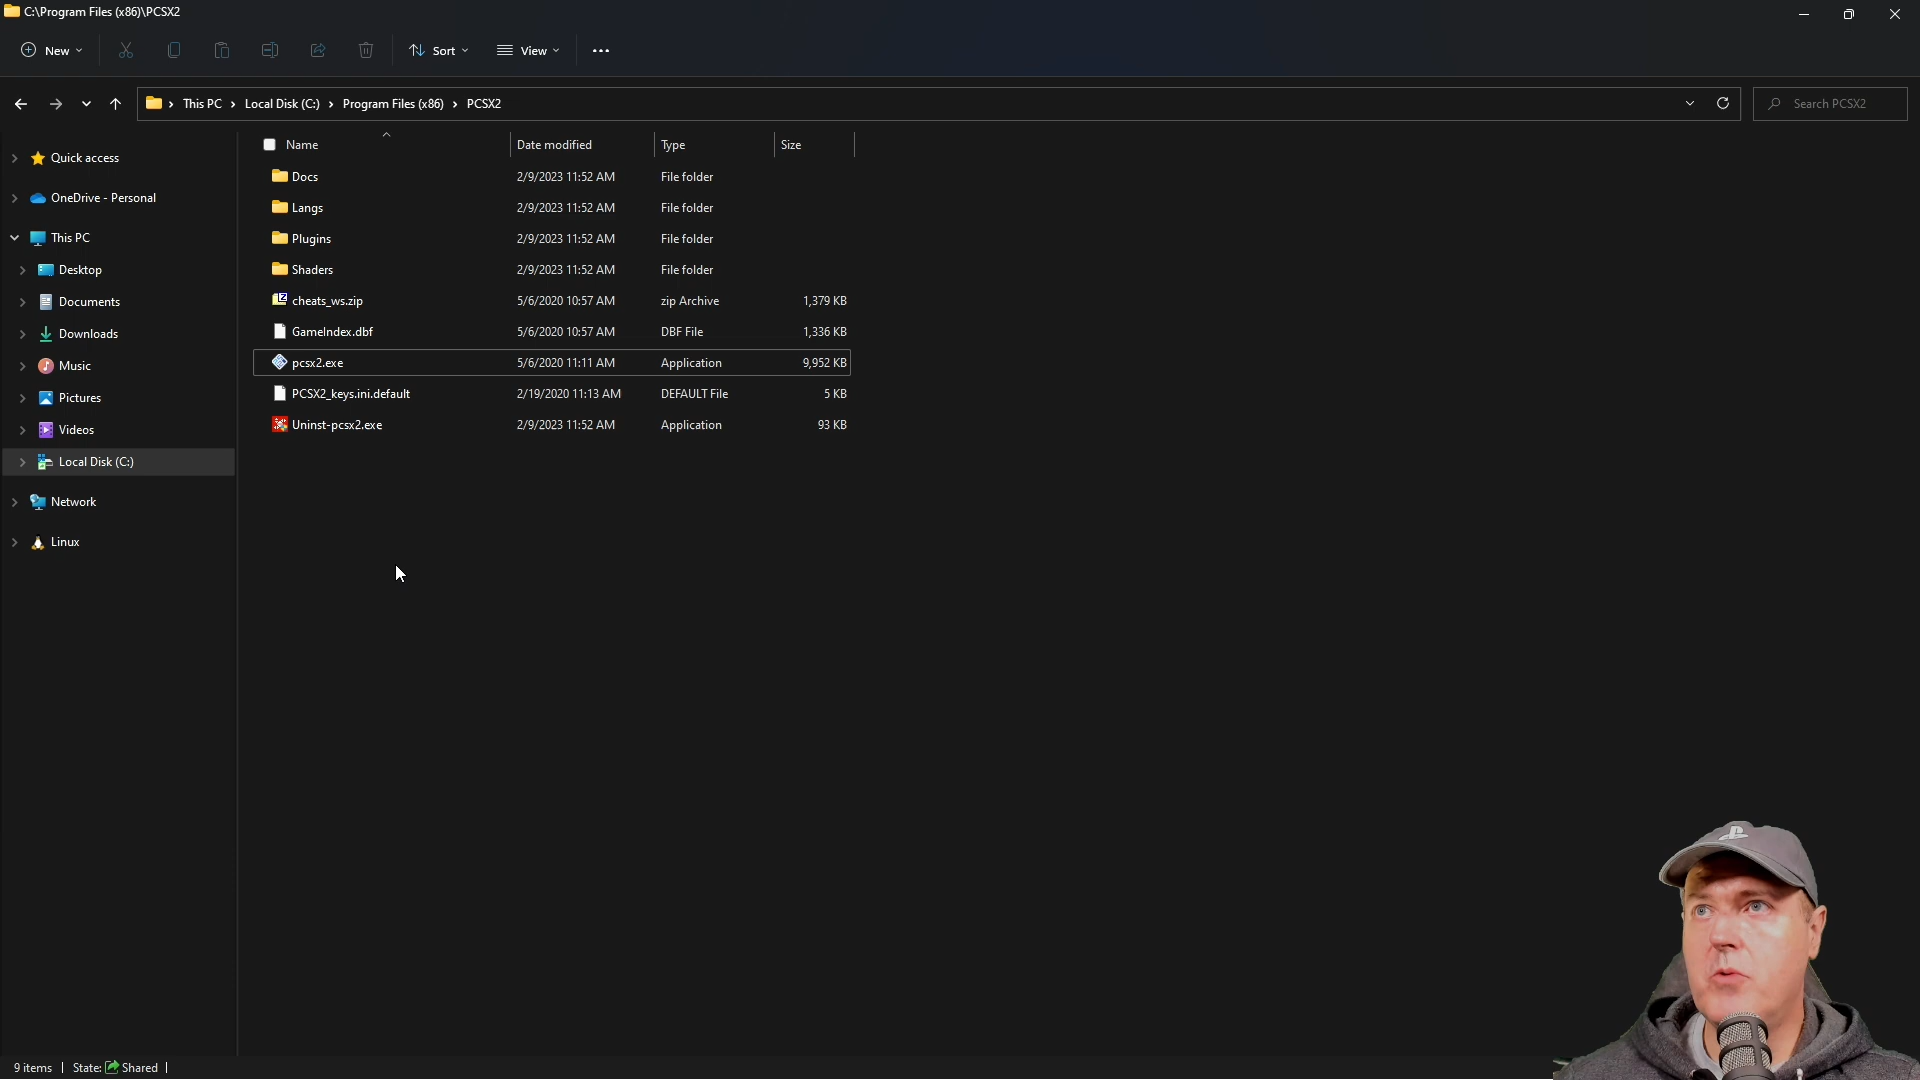 C:\Program Files (x86)\PCSX2
New
Sort
View
This PC > Local Disk (C:) > Program Files (x86) > PCSX2
Search PCSX2
Quick access
OneDrive - Personal
This PC
Desktop
Documents
Downloads
Music
Pictures
Videos
Local Disk (C:)
Network
Linux
Name Date modified Type Size
Docs 2/9/2023 11:52 AM File folder
Langs 2/9/2023 11:52 AM File folder
Plugins 2/9/2023 11:52 AM File folder
Shaders 2/9/2023 11:52 AM File folder
cheats_ws.zip 5/6/2020 10:57 AM zip Archive 1,379 KB
GameIndex.dbf 5/6/2020 10:57 AM DBF File 1,336 KB
pcsx2.exe 5/6/2020 11:11 AM Application 9,952 KB
PCSX2_keys.ini.default 2/19/2020 11:13 AM DEFAULT File 5 KB
Uninst-pcsx2.exe 2/9/2023 11:52 AM Application 93 KB
9 items
State: Shared